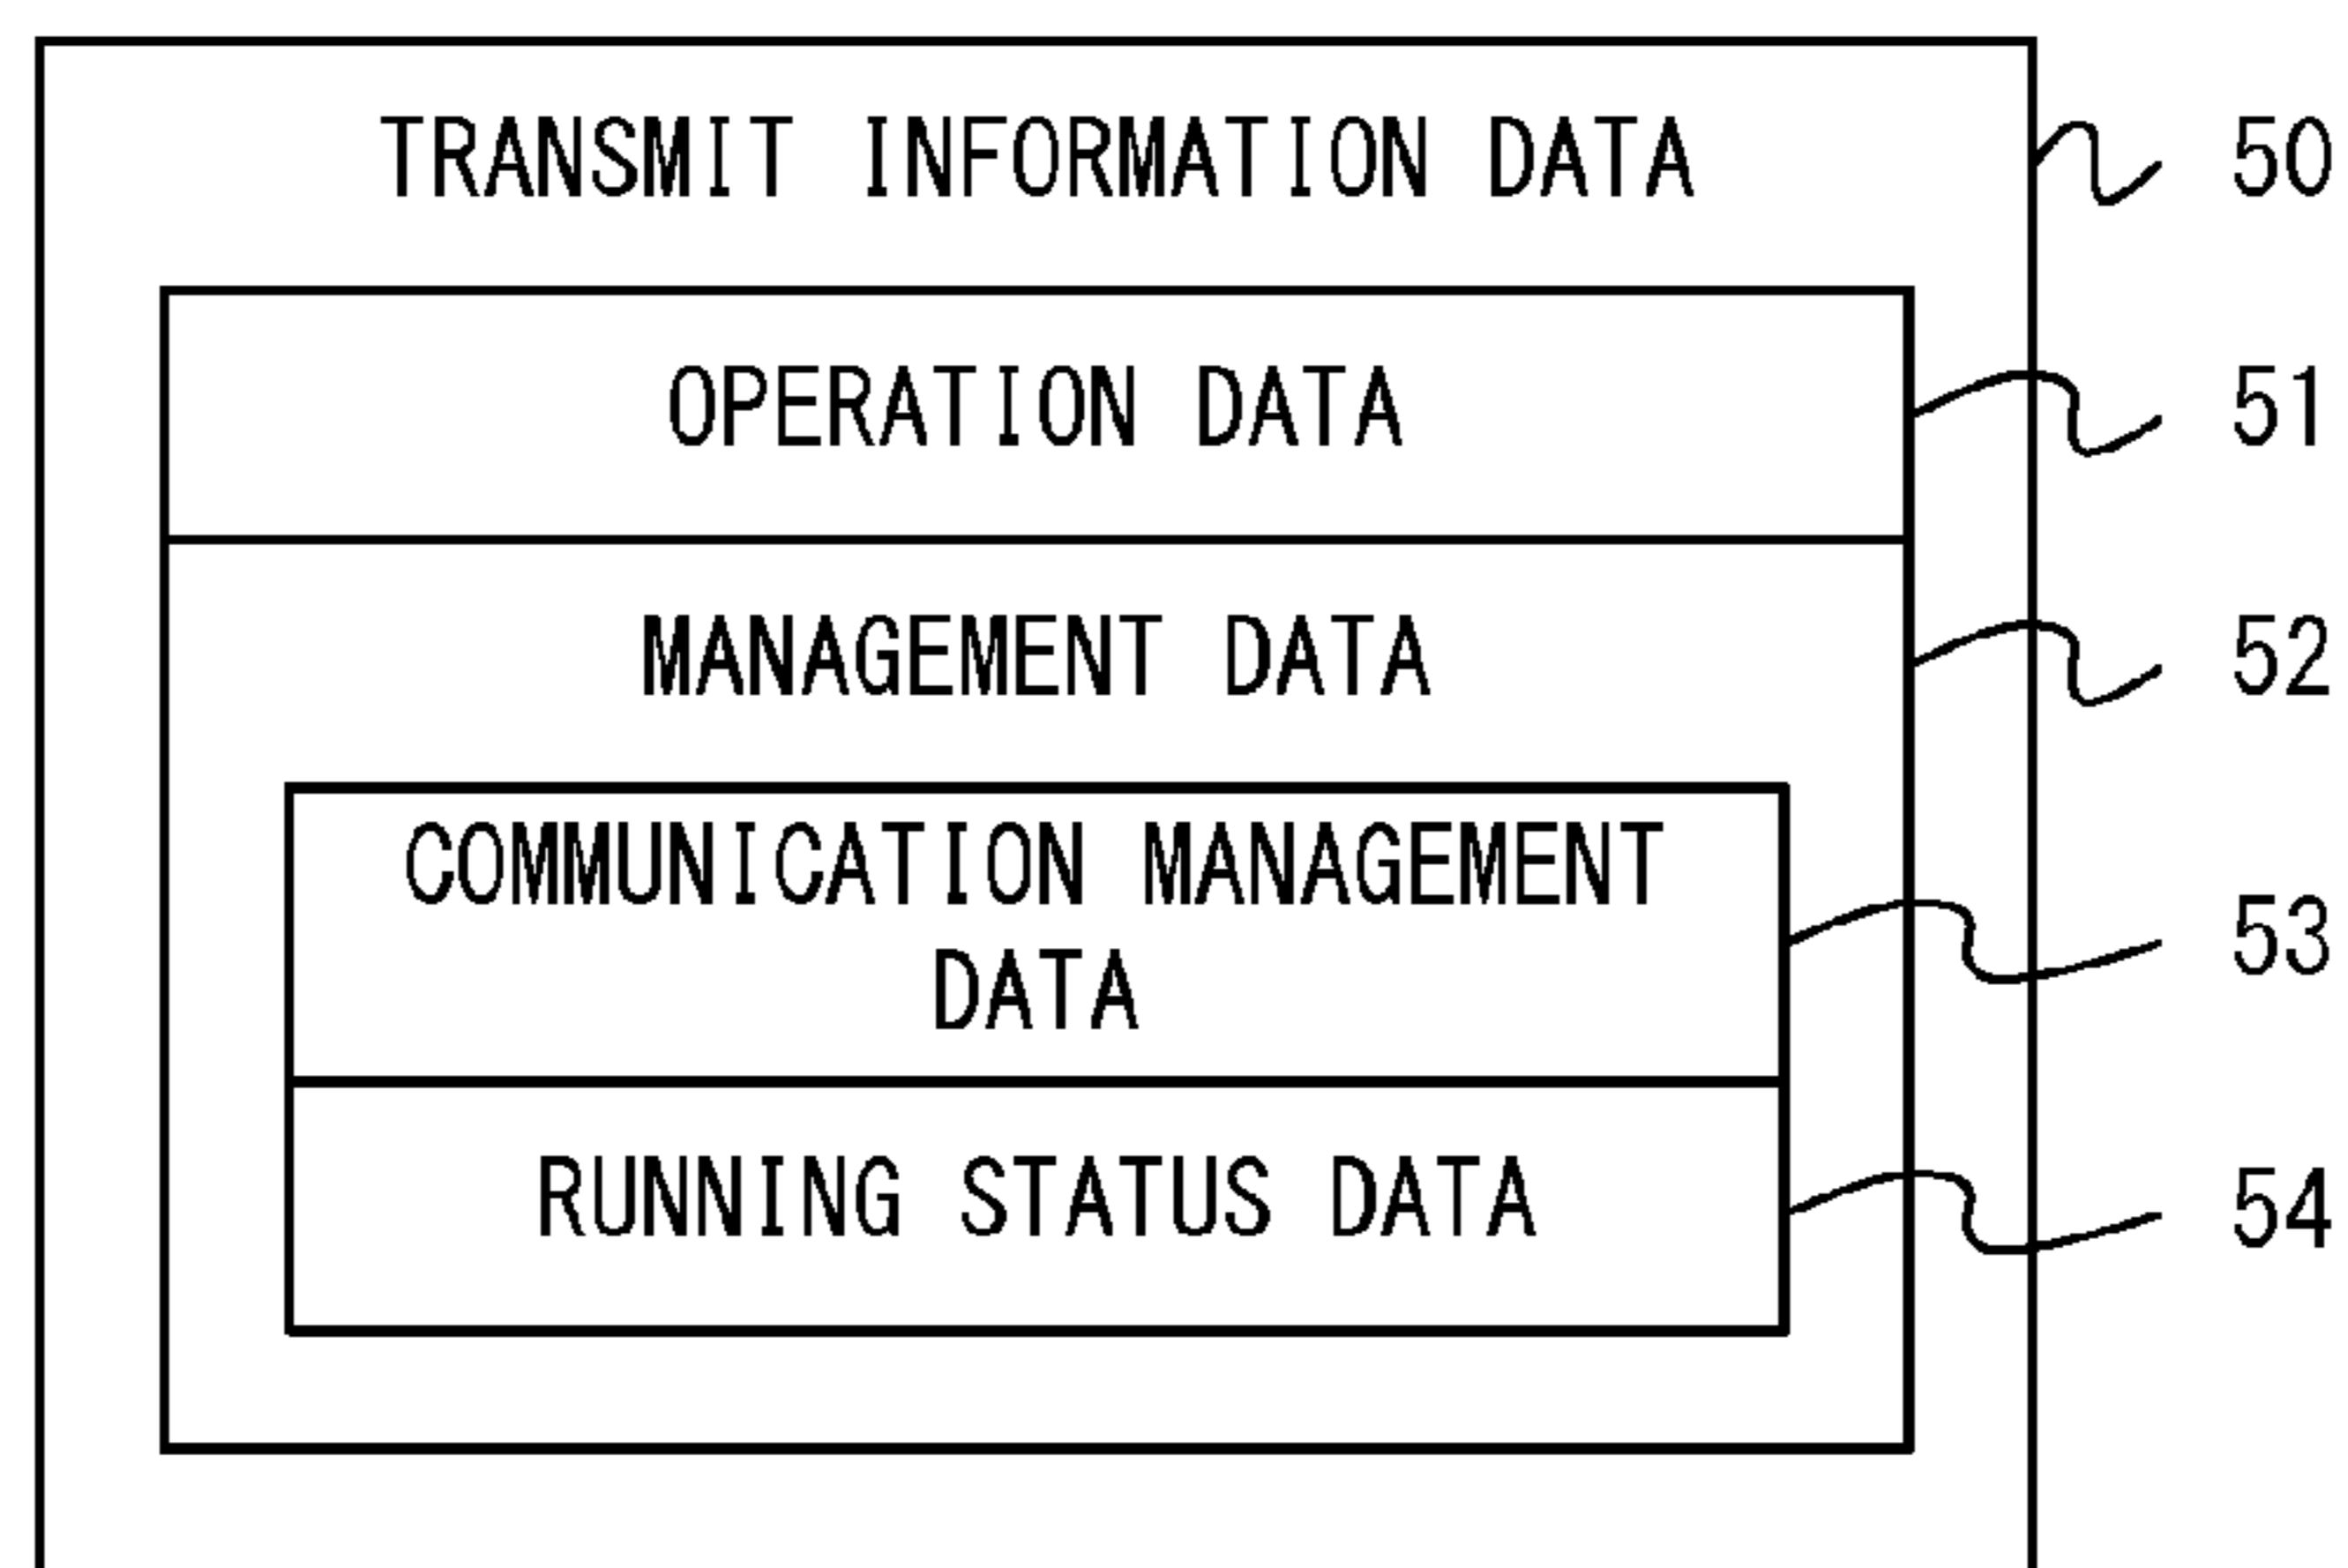 TRANSMIT INFORMATION DATA 50
OPERATION DATA 51
MANAGEMENT DATA 52
COMMUNICATION MANAGEMENT
DATA 53
RUNNING STATUS DATA 54